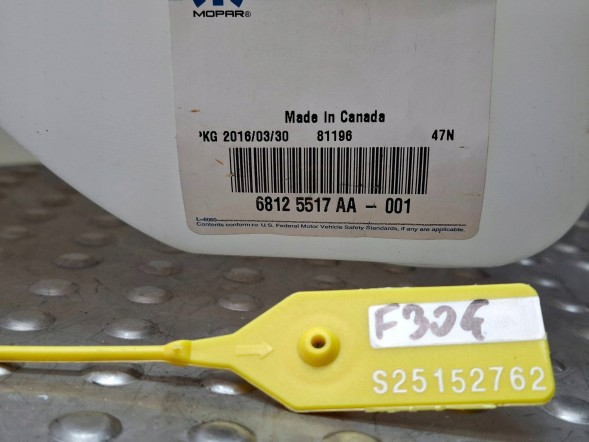 MOPAR®
Made In Canada
PKG 2016/03/30 81196 47N
6812 5517 AA - 001
Contents conform to U.S. Federal Motor Vehicle Safety Standards, if any are applicable.
S25152762